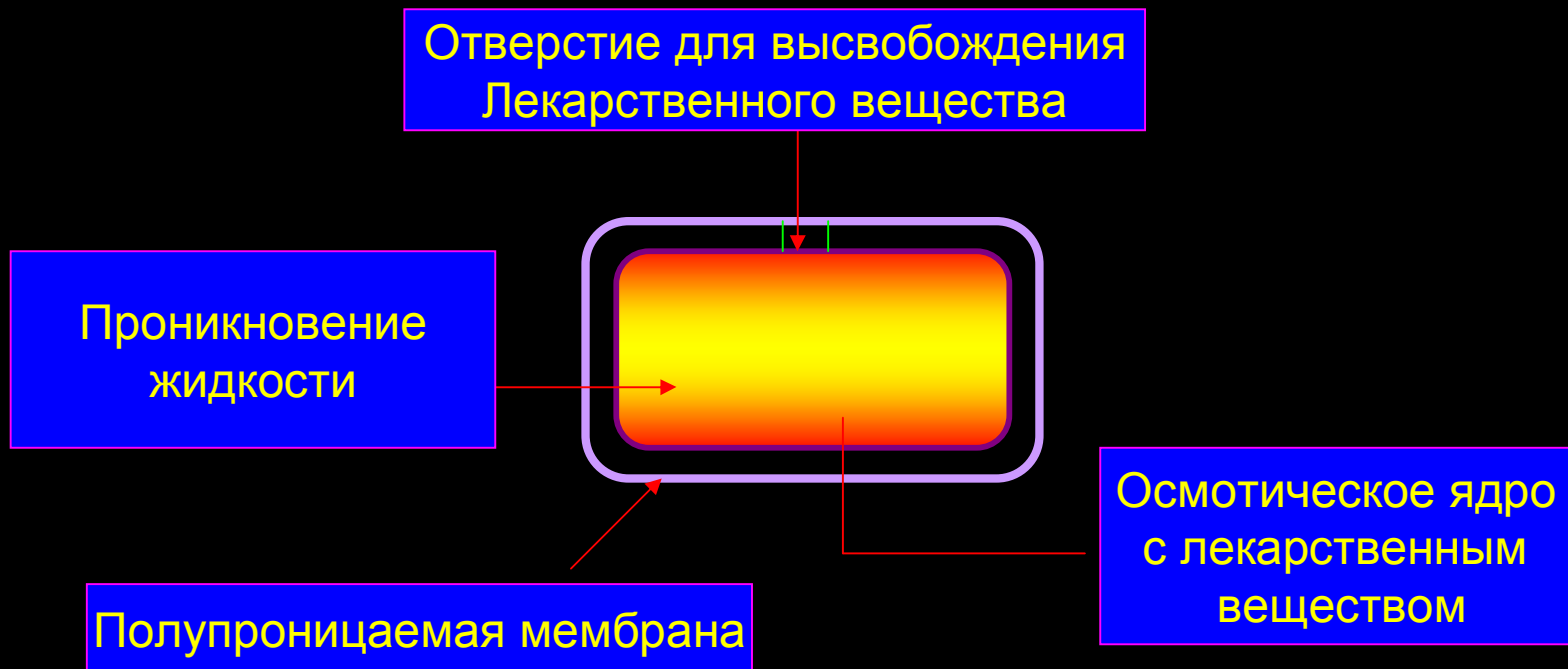 Отверстие для высвобождения
Лекарственного вещества
Проникновение
жидкости
Осмотическое ядро
с лекарственным
веществом
Полупроницаемая мембрана